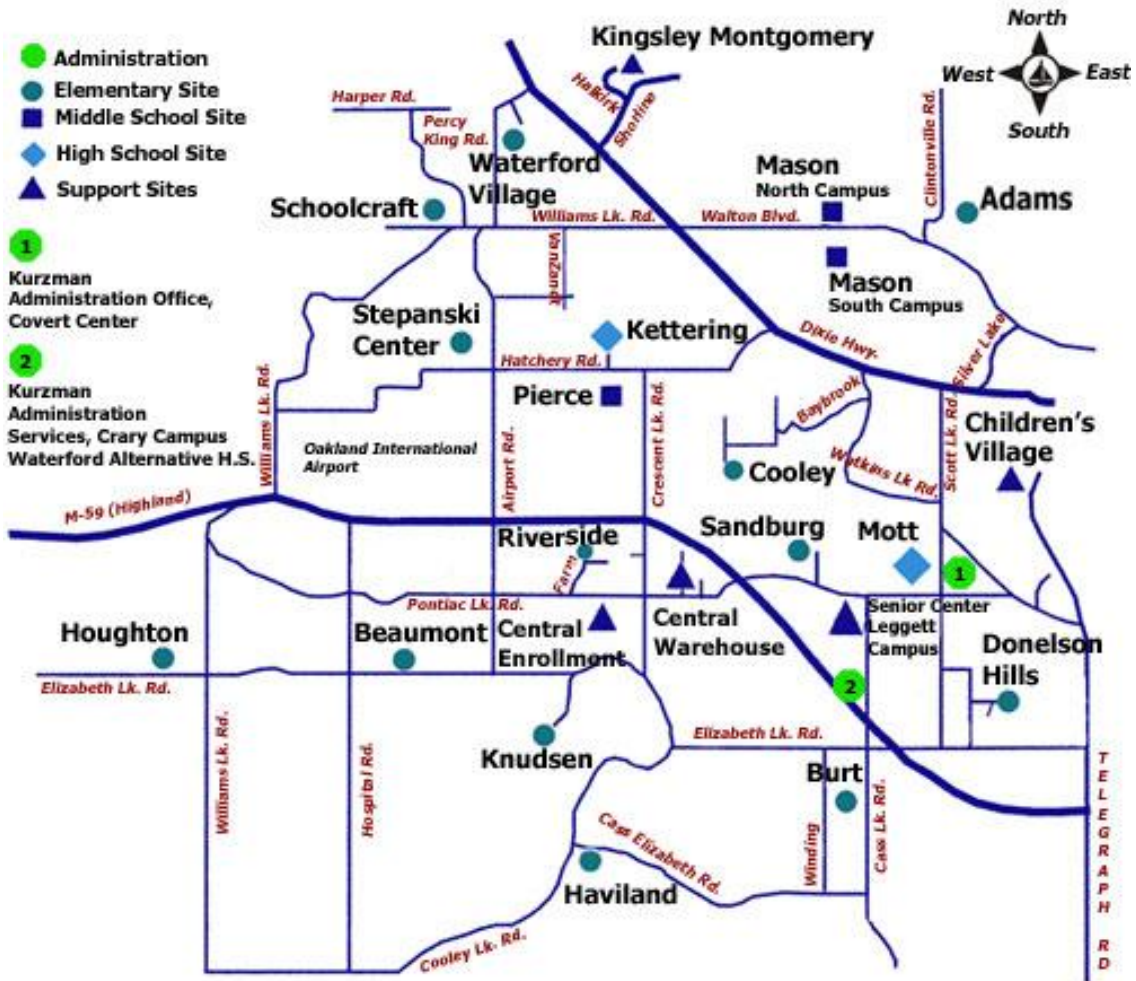 Administration
Elementary Site
Middle School Site
High School Site
Support Sites
1
Kurzman
Administration Office,
Covert Center
2
Kurzman
Administration
Services, Crary Campus
Waterford Alternative H.S.
North
West
East
South
Kingsley Montgomery
Halkirk
Shorline
Harper Rd.
Percy
King Rd.
Waterford
Village
Schoolcraft
Williams Lk. Rd.
Walton Blvd.
Mason
North Campus
Clintonville Rd.
Adams
VanZandt
Mason
South Campus
Stepanski
Center
Kettering
Dixie Hwy.
Silver Lake
Hatchery Rd.
Pierce
Williams Lk. Rd.
Oakland International
Airport
Airport Rd.
Crescent Lk. Rd.
Baybrook
Cooley
Watkins Lk Rd.
Scott Lk. Rd.
Children's
Village
M-59 (Highland)
Riverside
Farm
Sandburg
Mott
1
Pontiac Lk. Rd.
Houghton
Beaumont
Central
Enrollmont
Central
Warehouse
Senior Center
Leggett
Campus
Donelson
Hills
2
Elizabeth Lk. Rd.
Williams Lk. Rd.
Hospital Rd.
Knudsen
Elizabeth Lk. Rd.
Burt
Winding
Cass Lk. Rd.
Cass Elizabeth Rd.
Haviland
Cooley Lk. Rd.
TELEGRAPH RD